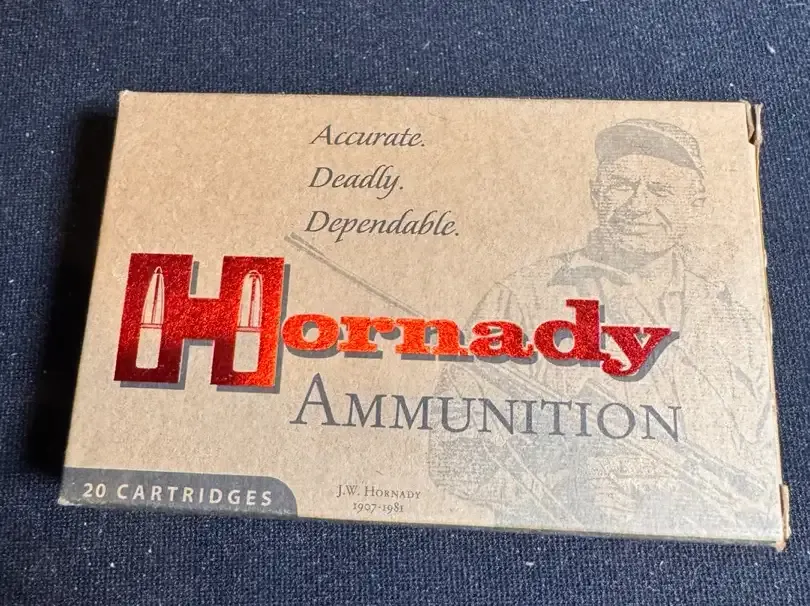 Accurate.
Deadly.
Dependable.
Hornady
AMMUNITION
20 CARTRIDGES
J.W. HORNADY
1907-1981